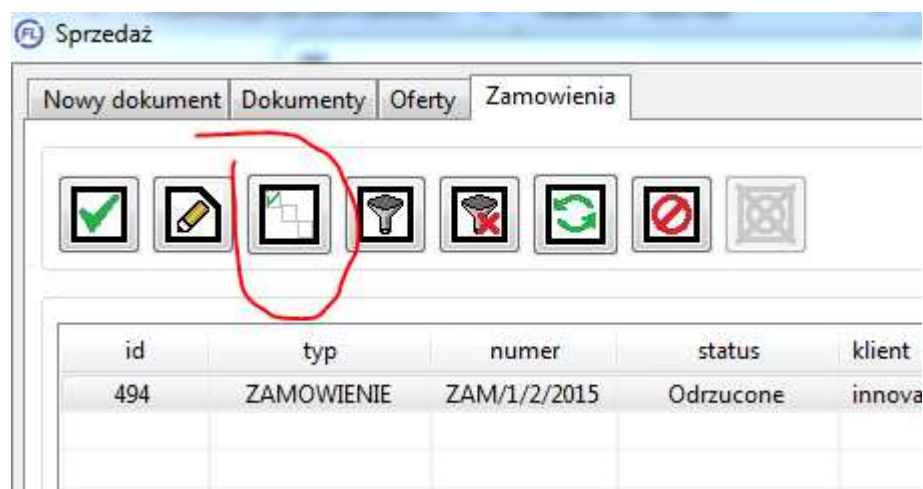 FL Sprzedaż
Nowy dokument Dokumenty Oferty Zamowienia
id typ numer status klient
494 ZAMOWIENIE ZAM/1/2/2015 Odrzucone innova